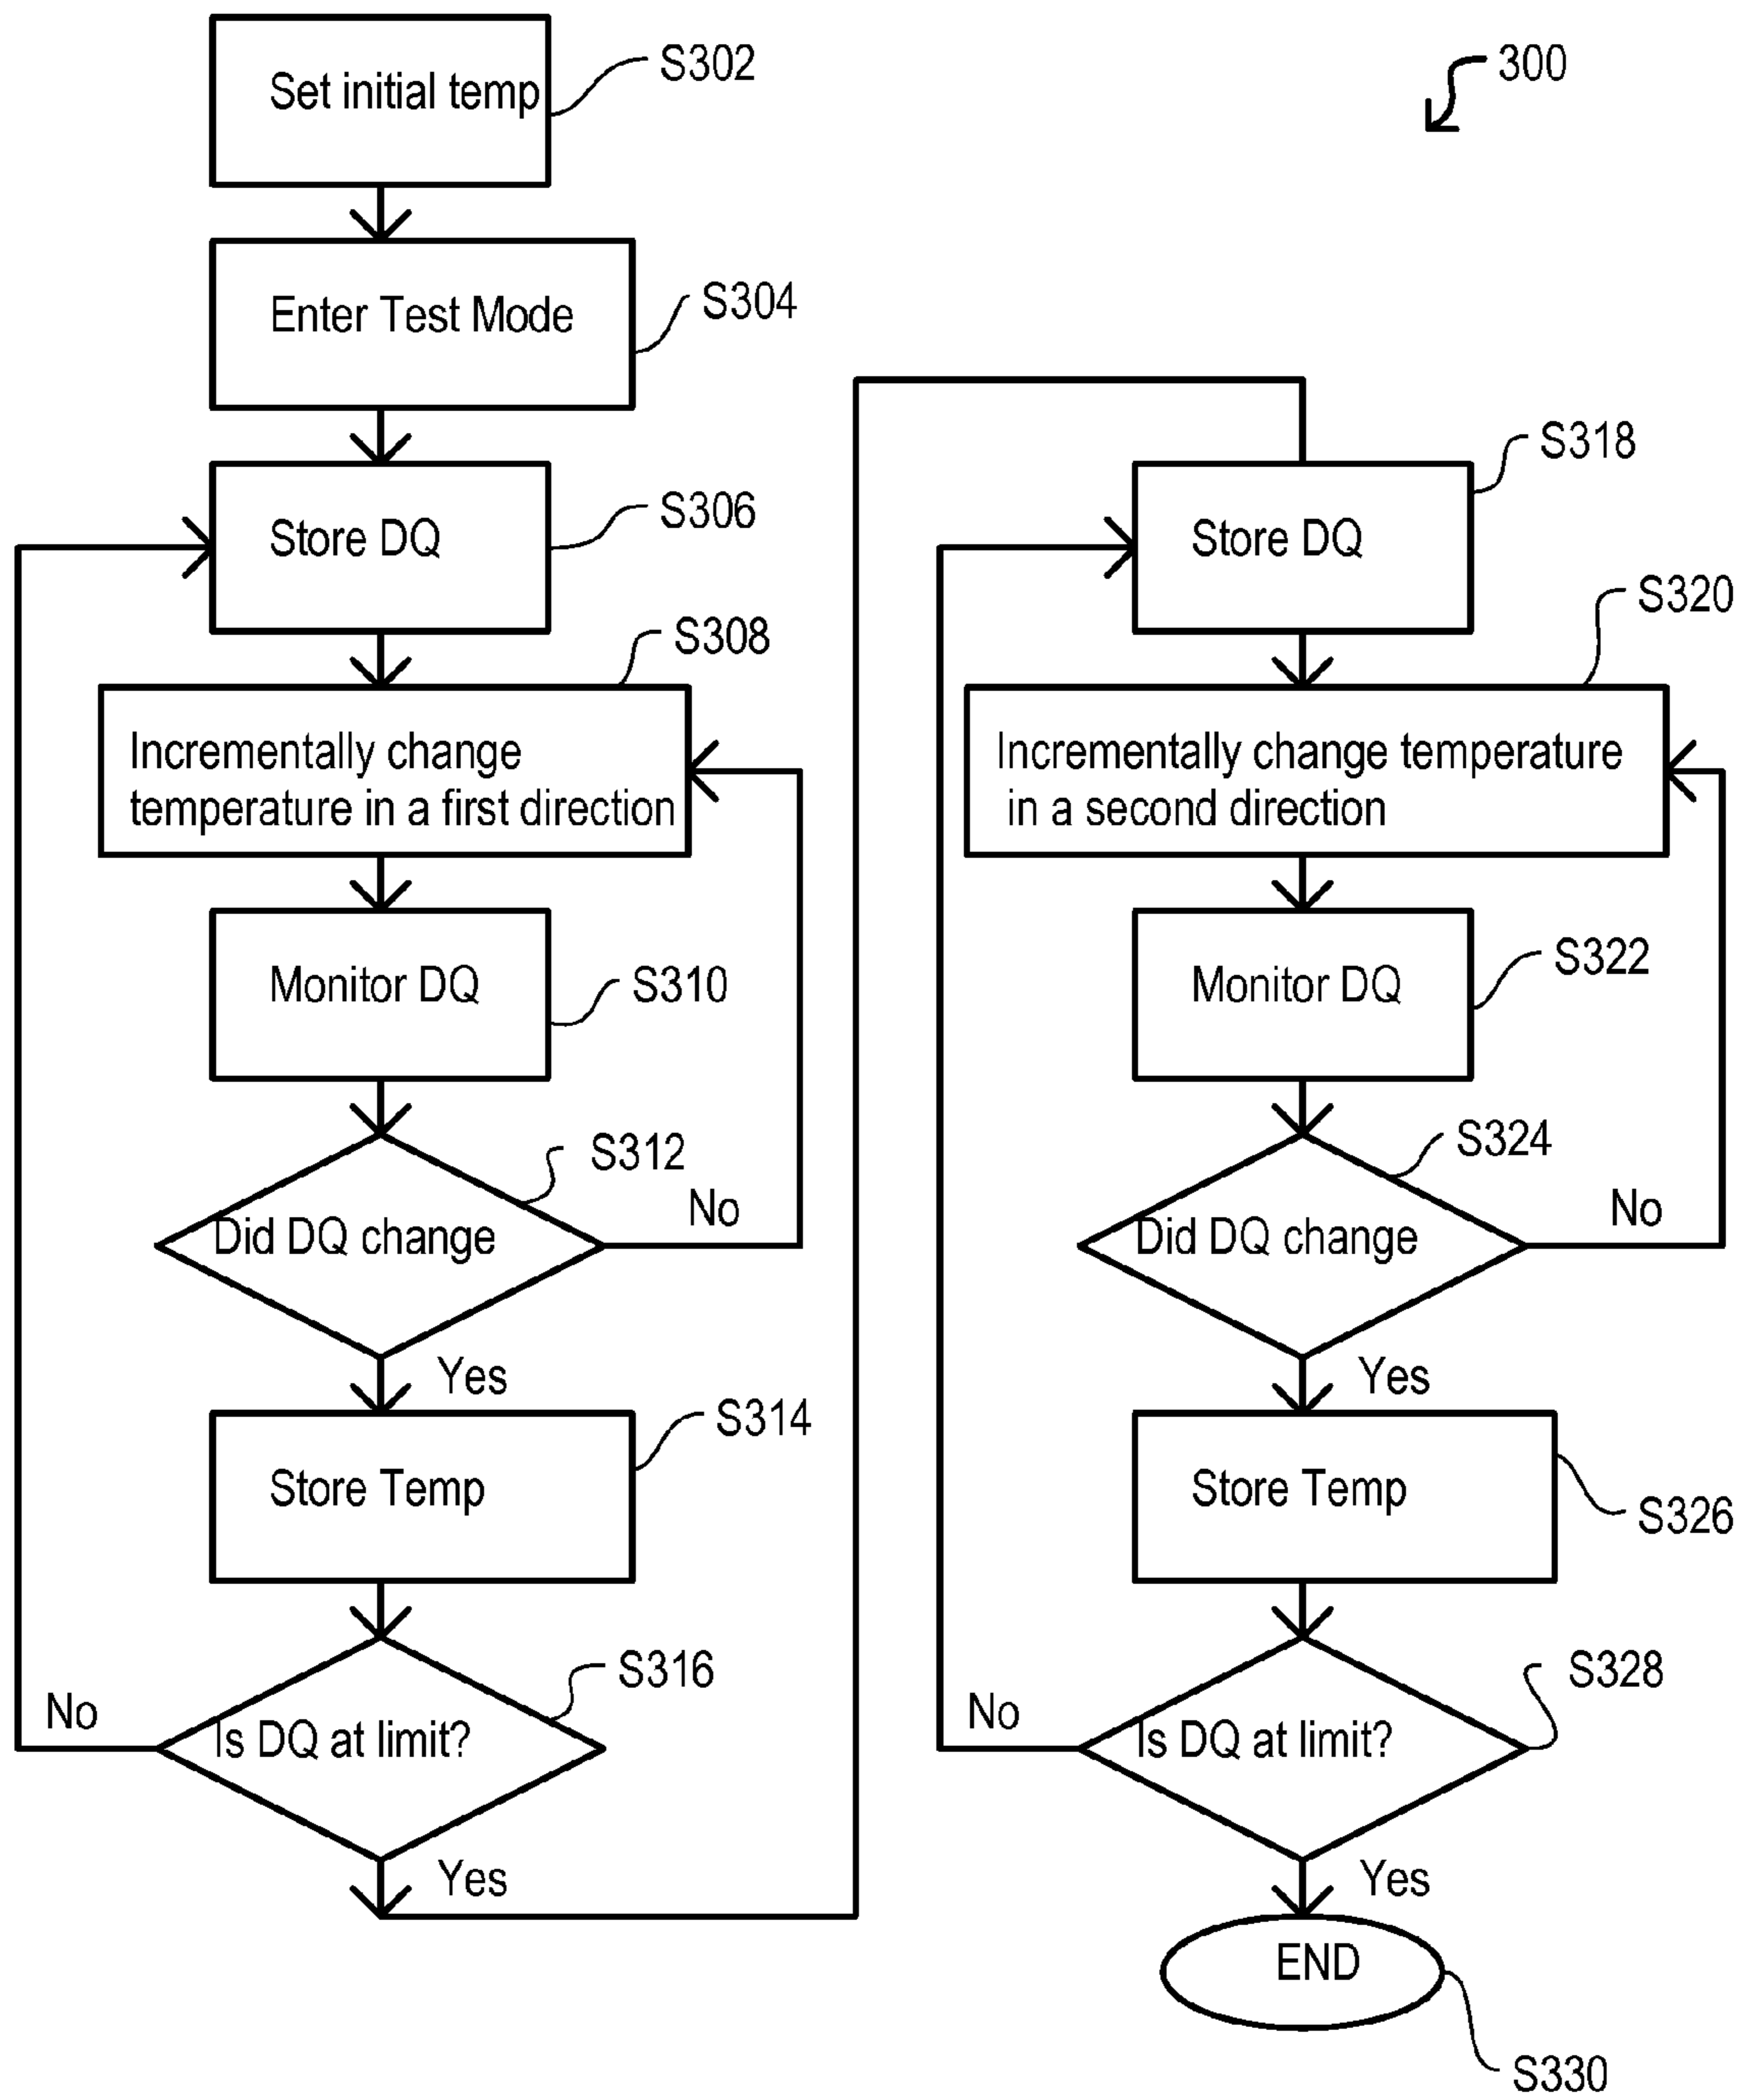 Set initial temp
S302
300
Enter Test Mode
S304
Store DQ
S306
Incrementally change
temperature in a first direction
S308
Monitor DQ
S310
Did DQ change
S312
No
Yes
Store Temp
S314
Is DQ at limit?
S316
No
Yes
Store DQ
S318
Incrementally change temperature
in a second direction
S320
Monitor DQ
S322
Did DQ change
S324
No
Yes
Store Temp
S326
Is DQ at limit?
S328
No
Yes
END
S330